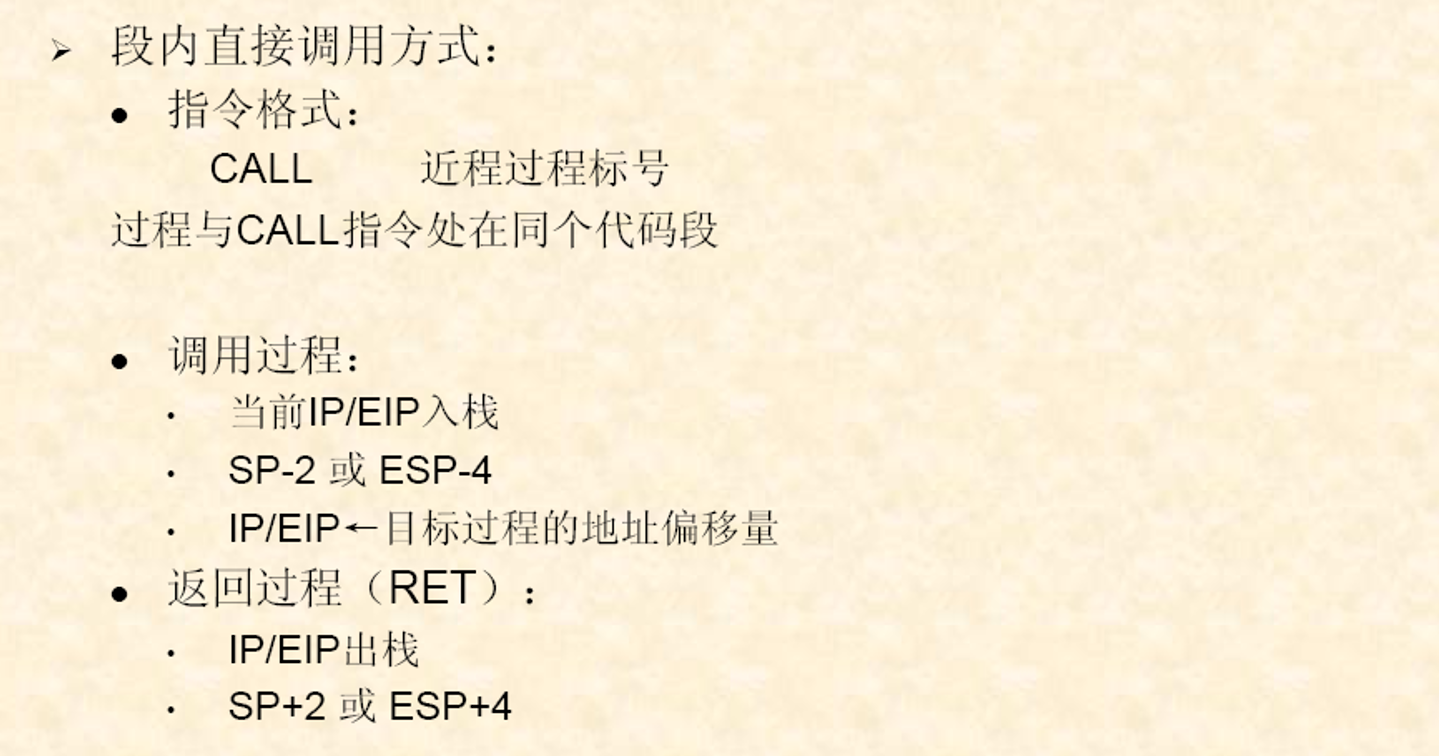 ➢ 段内直接调用方式：
● 指令格式：
CALL 近程过程标号
过程与CALL指令处在同个代码段
● 调用过程：
· 当前IP/EIP入栈
· SP-2 或 ESP-4
· IP/EIP←目标过程的地址偏移量
● 返回过程（RET）：
· IP/EIP出栈
· SP+2 或 ESP+4